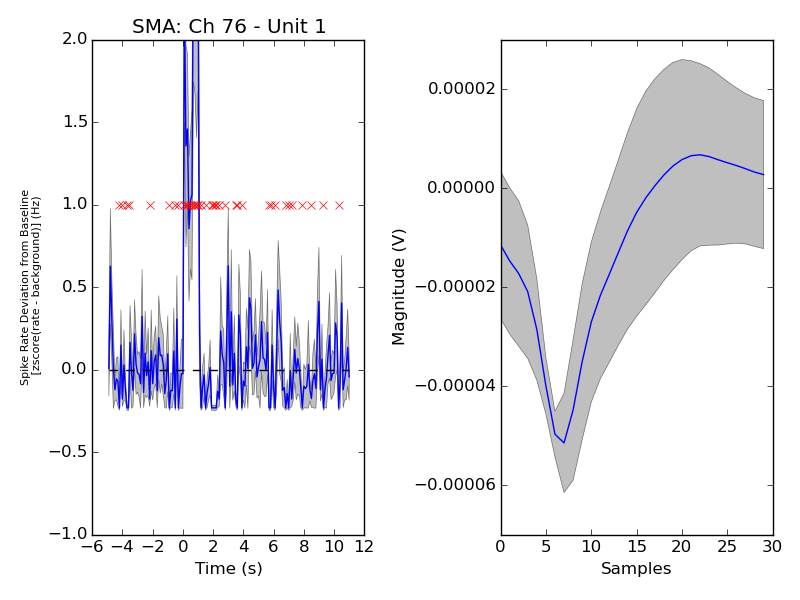 SMA: Ch 76 - Unit 1
Spike Rate Deviation from Baseline
[zscore(rate - background)] (Hz)
2.0
1.5
1.0
0.5
0.0
−0.5
−1.0
−6 −4 −2 0 2 4 6 8 10 12
Time (s)
Magnitude (V)
0.00002
0.00000
−0.00002
−0.00004
−0.00006
0 5 10 15 20 25 30
Samples